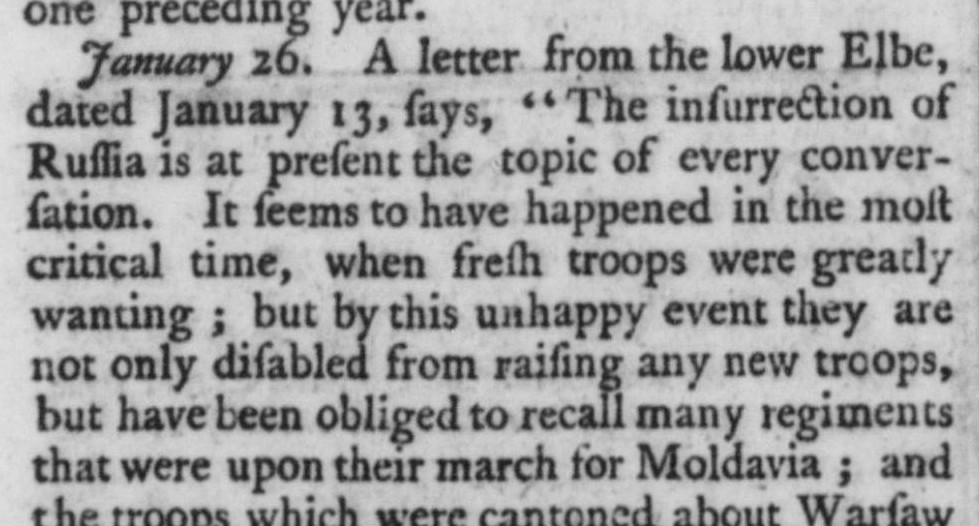 one preceding year.
January 26. A letter from the lower Elbe,
dated January 13, ſays, “The inſurrection of
Ruſſia is at preſent the topic of every conver-
ſation. It ſeems to have happened in the moſt
critical time, when freſh troops were greatly
wanting ; but by this unhappy event they are
not only diſabled from raiſing any new troops,
but have been obliged to recall many regiments
that were upon their march for Moldavia ; and
the troops which were cantoned about Warſaw